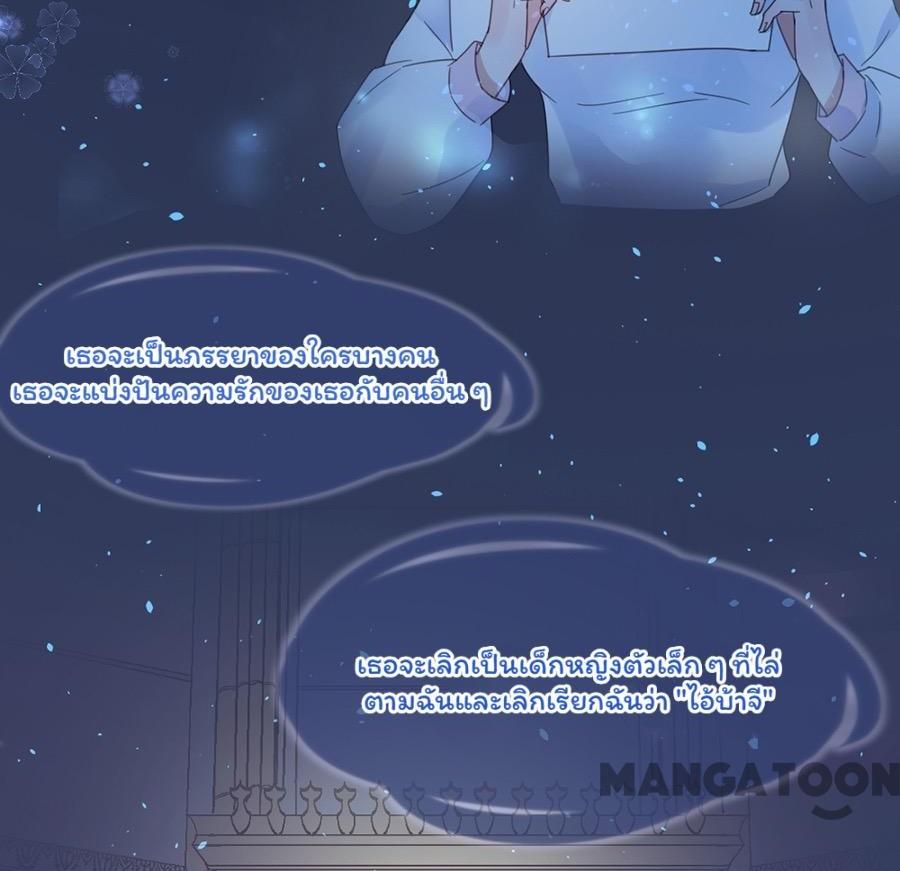 เธอจะเป็นภรรยาของใครบางคน
เธอจะแบ่งปันความรักของเธอกับคนอื่น ๆ
เธอจะเลิกเป็นเด็กหญิงตัวเล็ก ๆ ที่ไล่
ตามฉันและเลิกเรียกฉันว่า "ไอ้บ้าจี"
MANGATOON